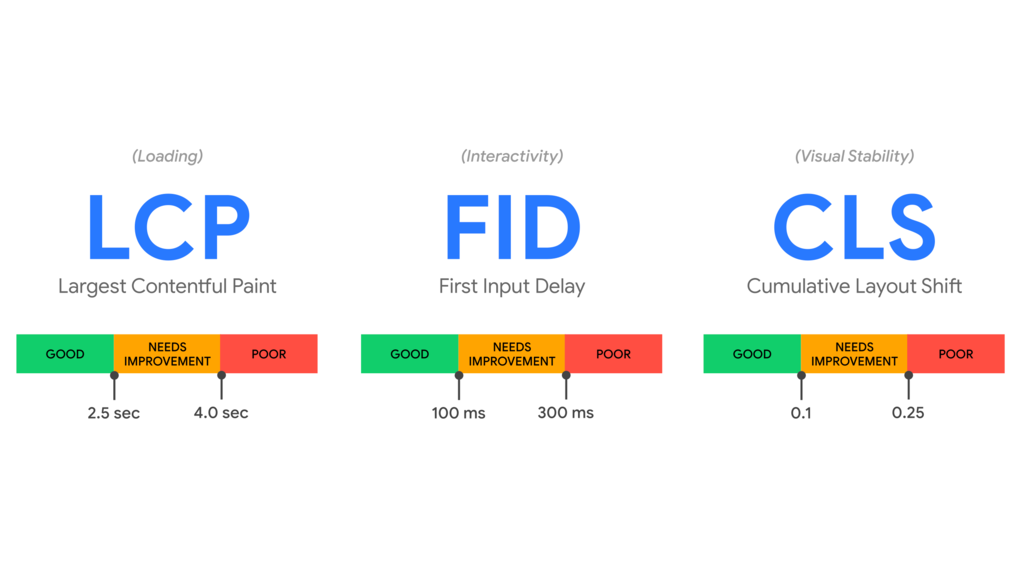 (Loading)
LCP
Largest Contentful Paint
GOOD
NEEDS
IMPROVEMENT
POOR
2.5 sec
4.0 sec
(Interactivity)
FID
First Input Delay
GOOD
NEEDS
IMPROVEMENT
POOR
100 ms
300 ms
(Visual Stability)
CLS
Cumulative Layout Shift
GOOD
NEEDS
IMPROVEMENT
POOR
0.1
0.25